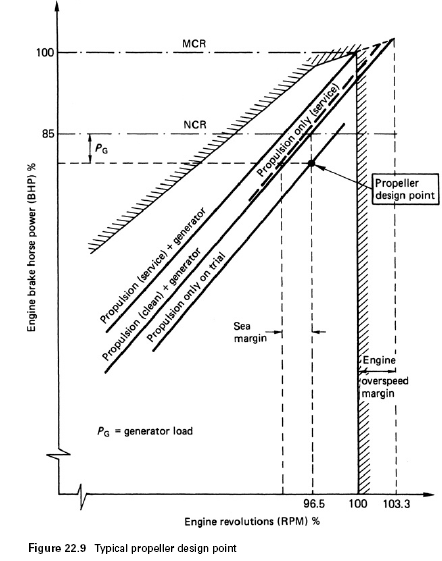 MCR
100
NCR
85
PG
Propulsion only (service)
Propeller
design point
Engine brake horse power (BHP) %
Propulsion (service) + generator
Propulsion (clean) + generator
Propulsion only on trial
Sea
margin
Engine
overspeed
margin
PG = generator load
96.5 100 103.3
Engine revolutions (RPM) %
Figure 22.9 Typical propeller design point